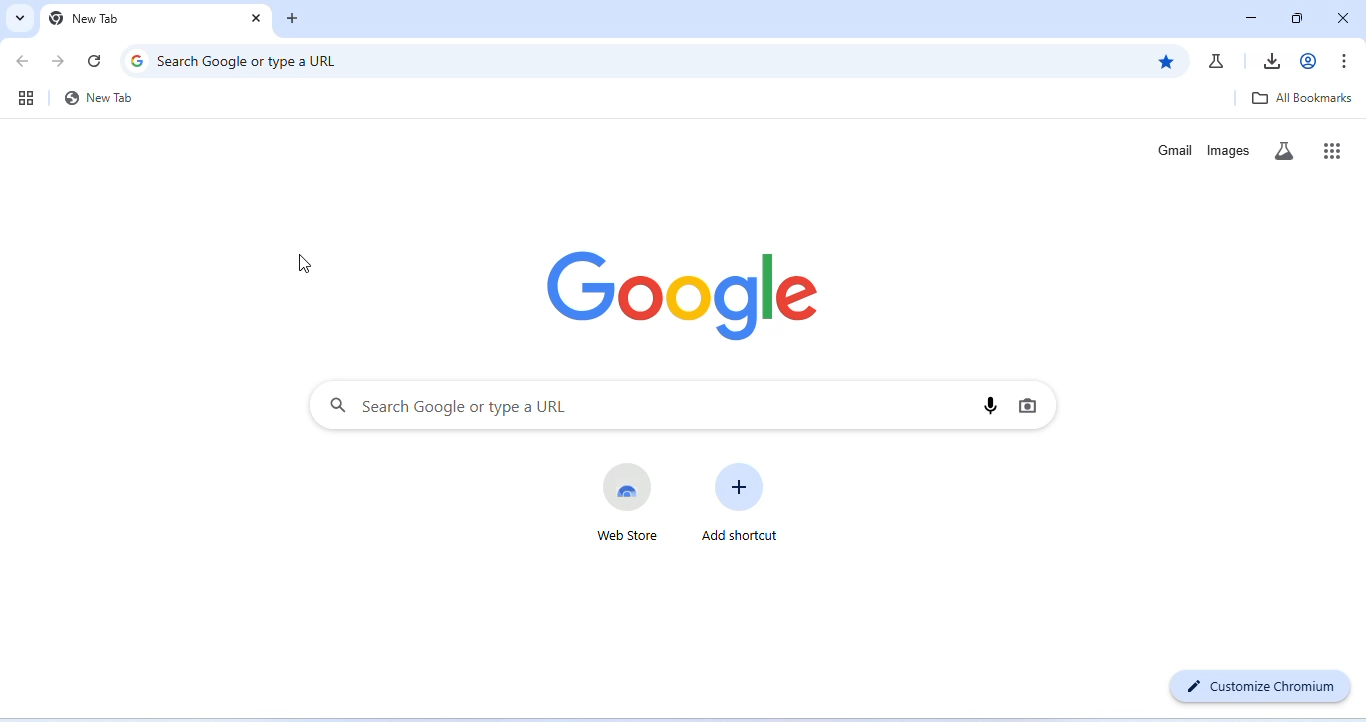 New Tab
Search Google or type a URL
New Tab
All Bookmarks
Gmail Images
Google
Search Google or type a URL
Web Store Add shortcut
Customize Chromium